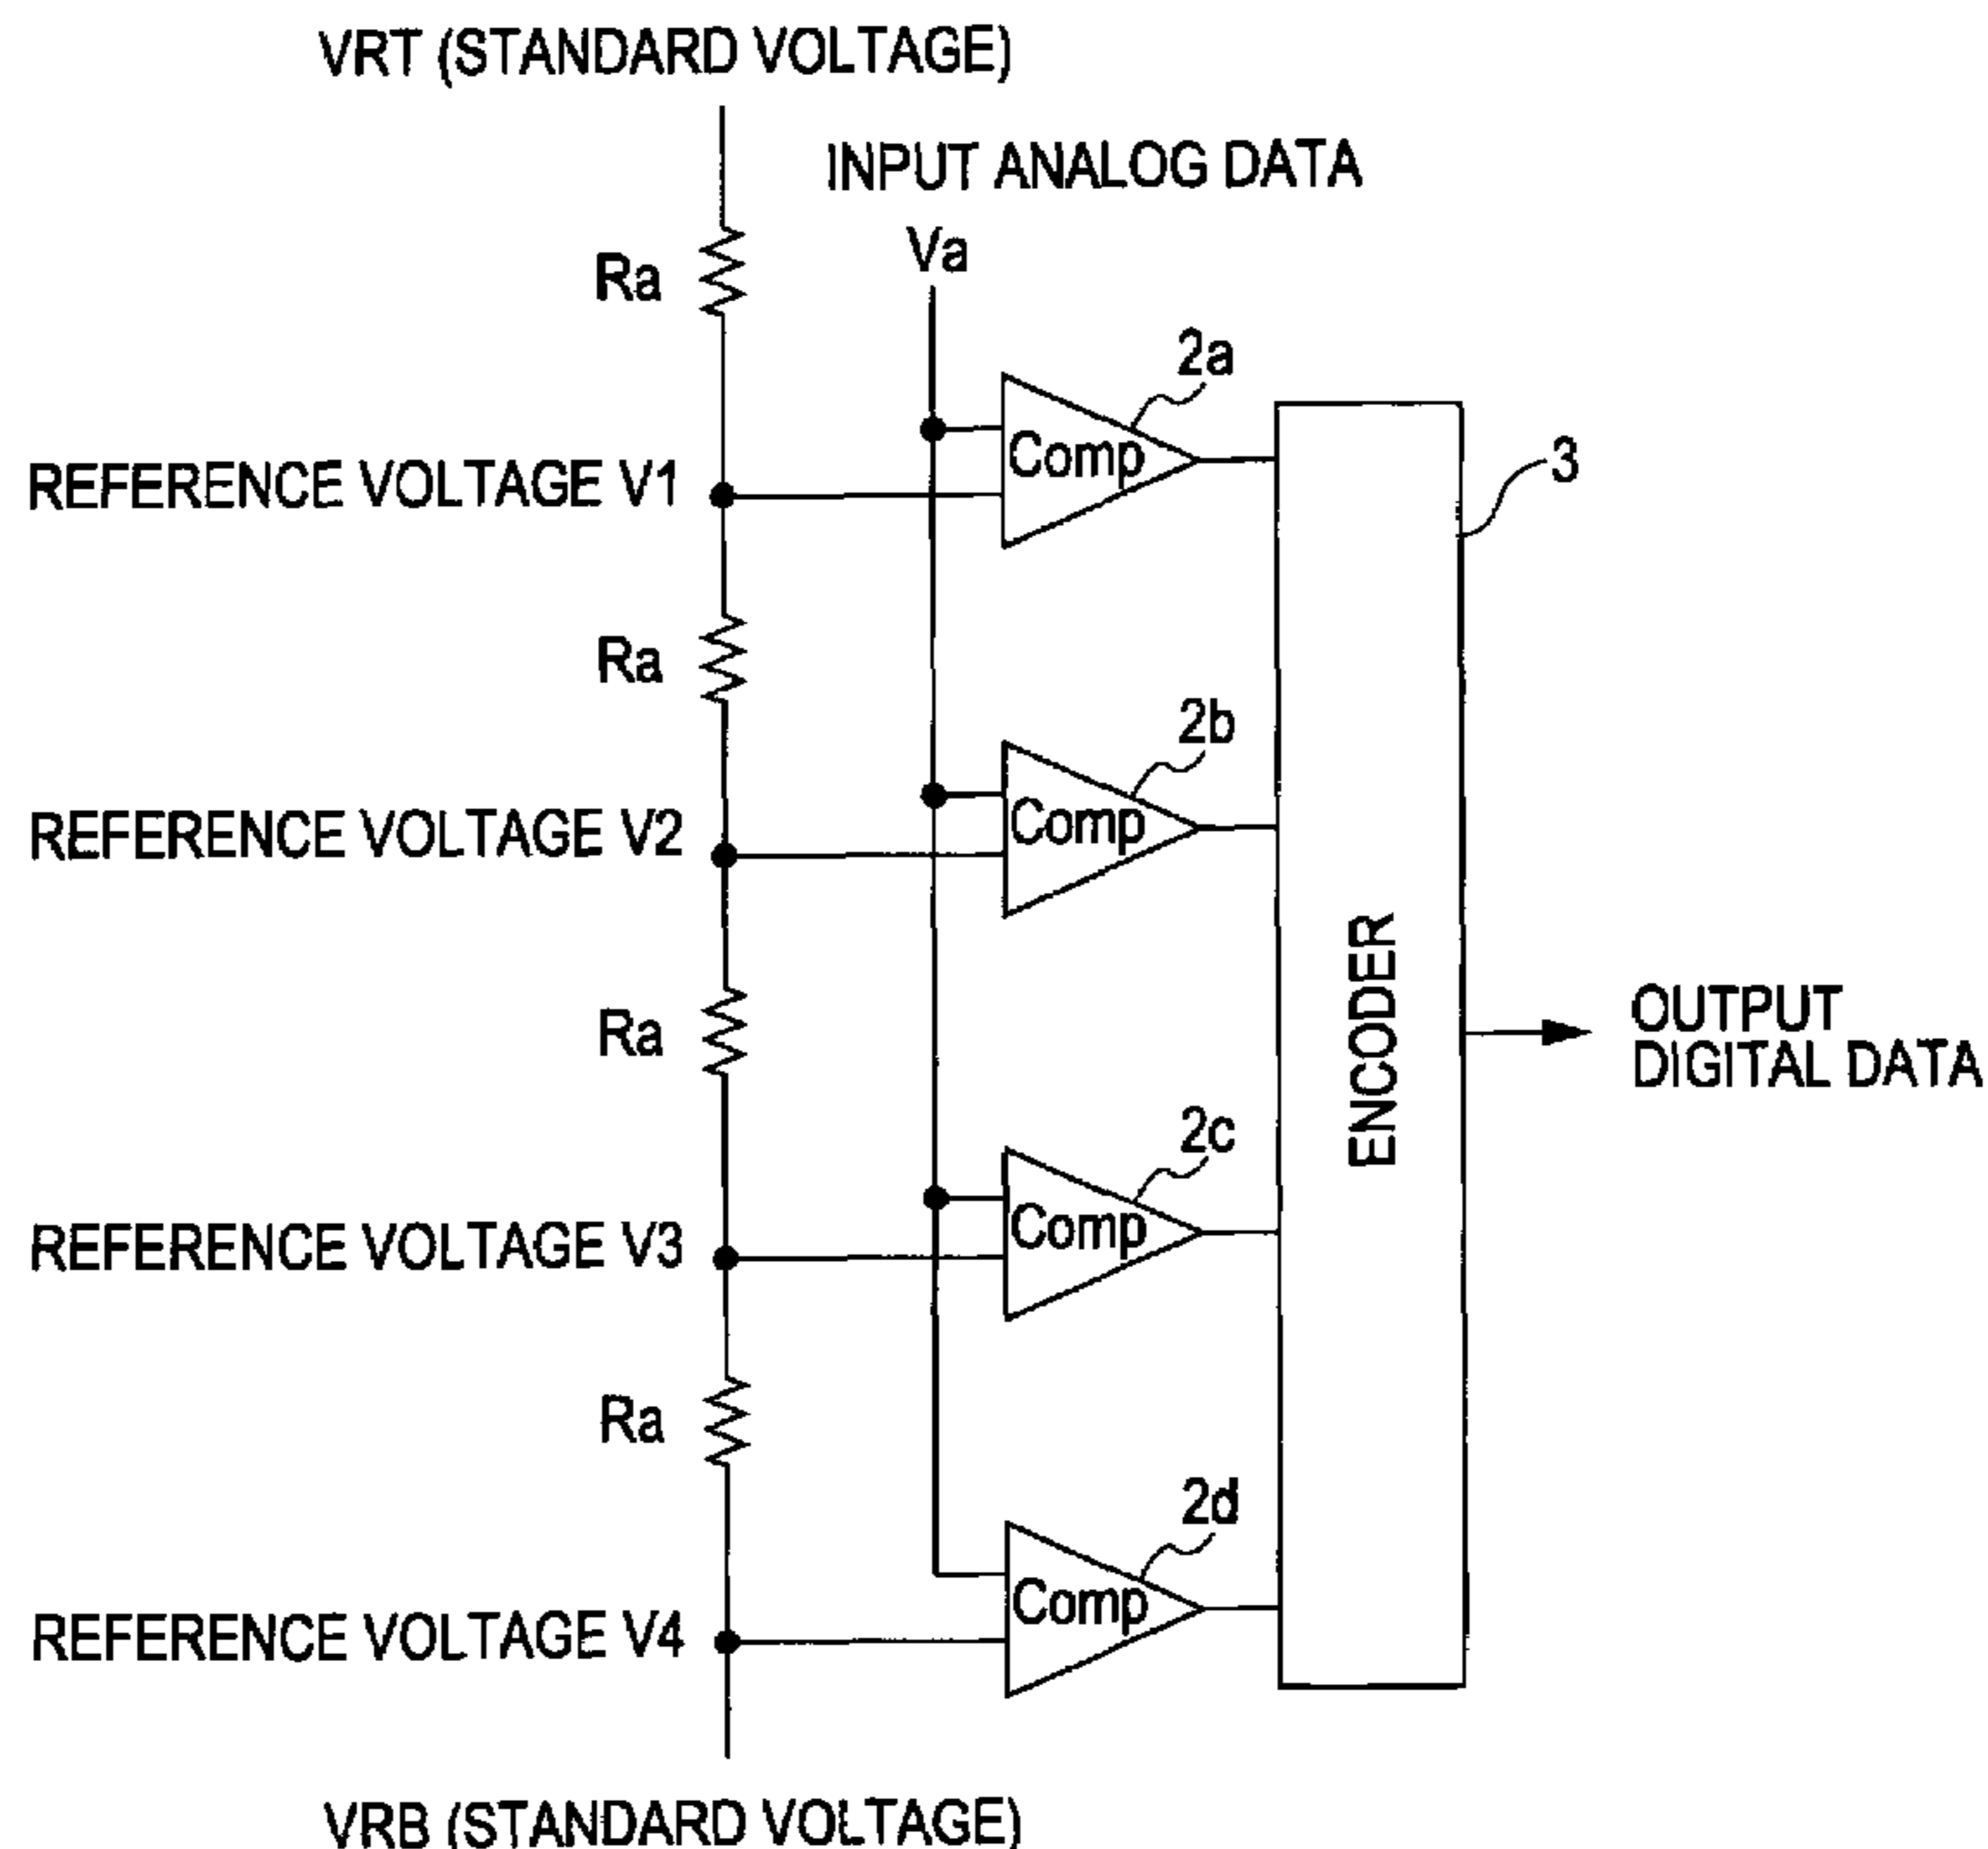 VRT (STANDARD VOLTAGE)
INPUT ANALOG DATA
Va
Ra
2a
Comp
3
REFERENCE VOLTAGE V1
Ra
2b
Comp
REFERENCE VOLTAGE V2
ENCODER
OUTPUT
DIGITAL DATA
Ra
2c
Comp
REFERENCE VOLTAGE V3
Ra
2d
Comp
REFERENCE VOLTAGE V4
VRB (STANDARD VOLTAGE)